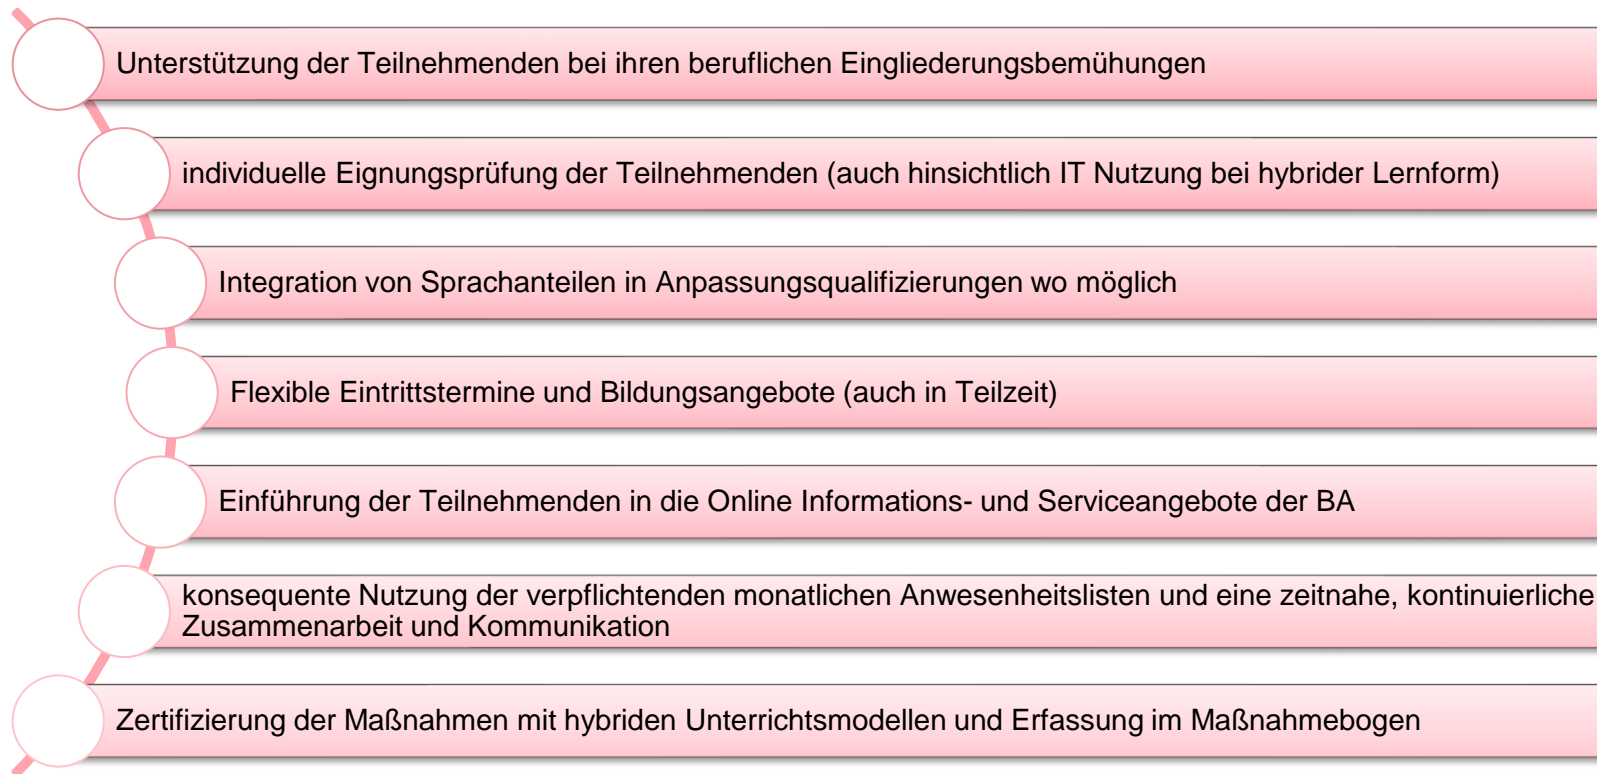 Unterstützung der Teilnehmenden bei ihren beruflichen Eingliederungsbemühungen
individuelle Eignungsprüfung der Teilnehmenden (auch hinsichtlich IT Nutzung bei hybrider Lernform)
Integration von Sprachanteilen in Anpassungsqualifizierungen wo möglich
Flexible Eintrittstermine und Bildungsangebote (auch in Teilzeit)
Einführung der Teilnehmenden in die Online Informations- und Serviceangebote der BA
konsequente Nutzung der verpflichtenden monatlichen Anwesenheitslisten und eine zeitnahe, kontinuierliche
Zusammenarbeit und Kommunikation
Zertifizierung der Maßnahmen mit hybriden Unterrichtsmodellen und Erfassung im Maßnahmebogen